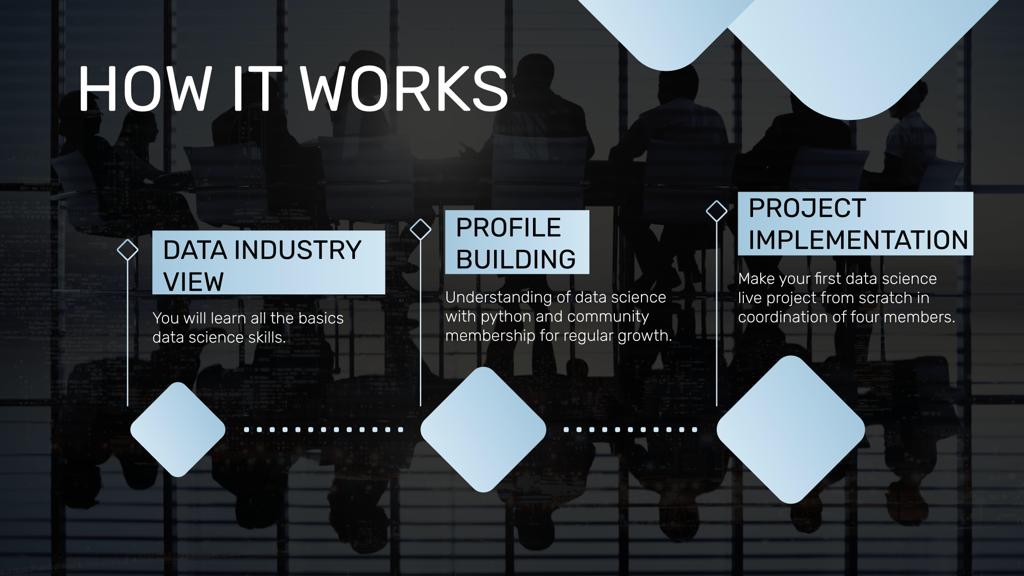 HOW IT WORKS
DATA INDUSTRY
VIEW
You will learn all the basics
data science skills.
PROFILE
BUILDING
Understanding of data science
with python and community
membership for regular growth.
PROJECT
IMPLEMENTATION
Make your first data science
live project from scratch in
coordination of four members.